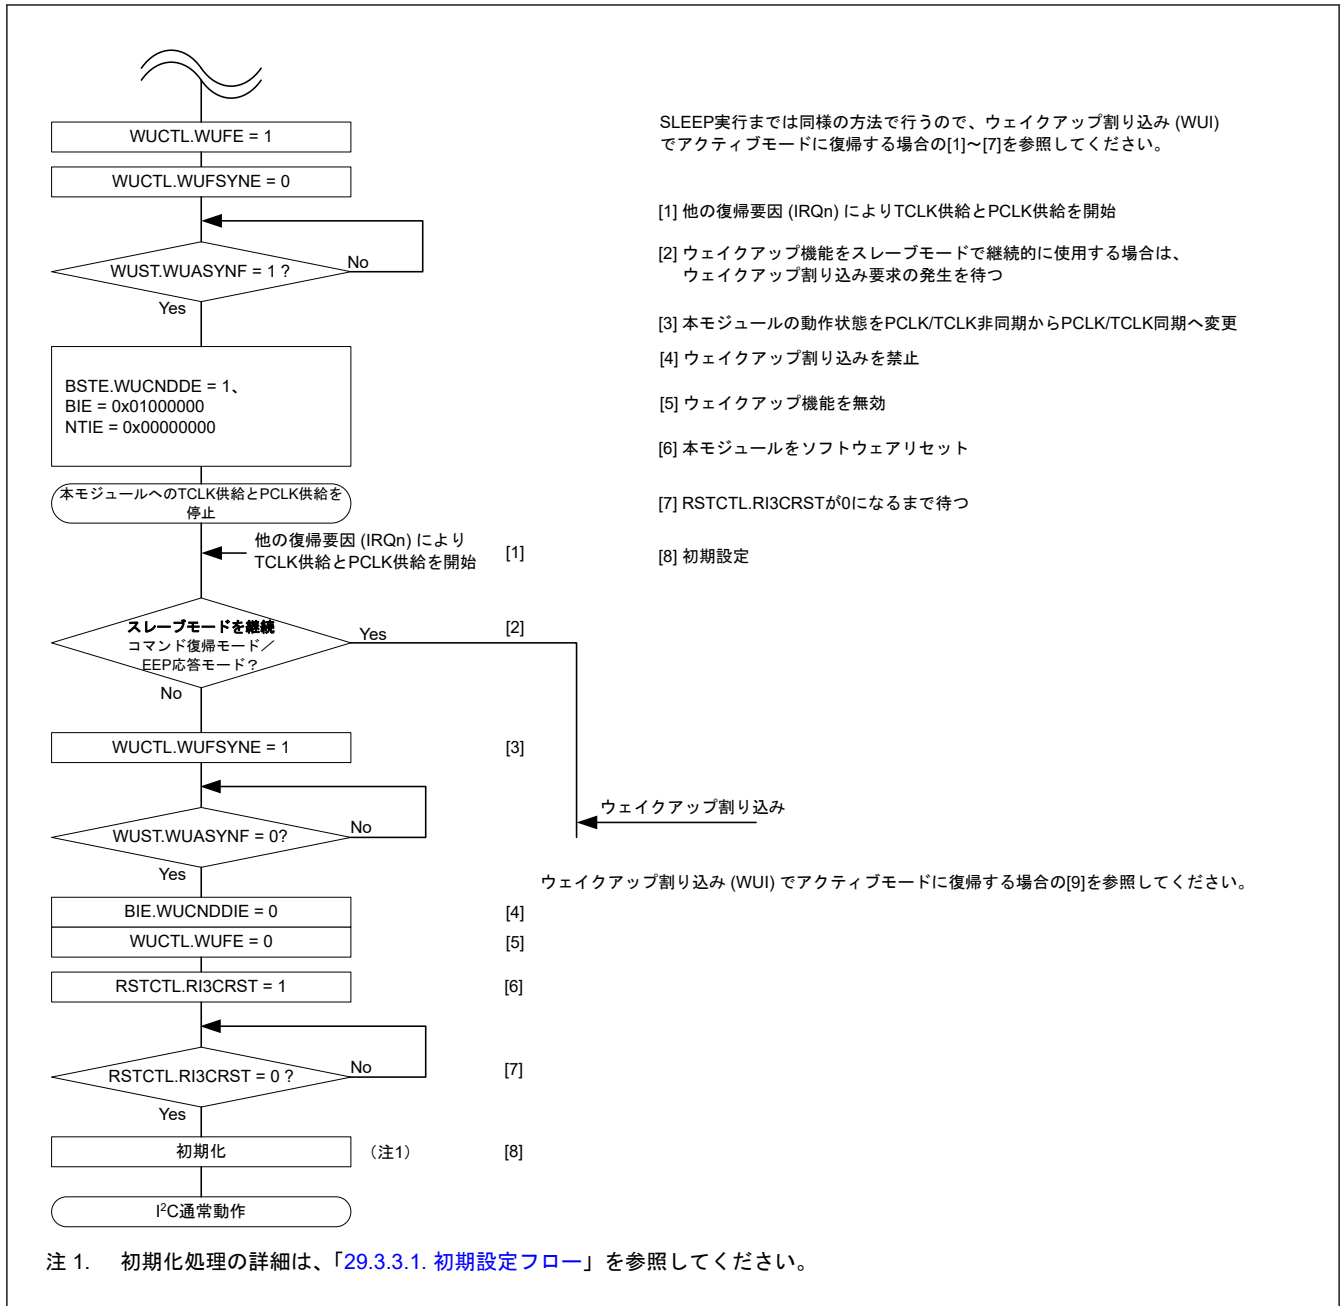 WUCTL.WUFE = 1
WUCTL.WUFSYNE = 0
WUST.WUASYNF = 1 ?
No
Yes
BSTE.WUCNDDE = 1、
BIE = 0x01000000
NTIE = 0x00000000
本モジュールへのTCLK供給とPCLK供給を
停止
他の復帰要因 (IRQn) により
TCLK供給とPCLK供給を開始
[1]
スレーブモードを継続
コマンド復帰モード／
EEP応答モード？
Yes
[2]
No
WUCTL.WUFSYNE = 1
[3]
WUST.WUASYNF = 0?
No
Yes
BIE.WUCNDDIE = 0
[4]
WUCTL.WUFE = 0
[5]
RSTCTL.RI3CRST = 1
[6]
RSTCTL.RI3CRST = 0 ?
No
[7]
Yes
初期化
（注1）
[8]
I²C通常動作
SLEEP実行までは同様の方法で行うので、ウェイクアップ割り込み (WUI)
でアクティブモードに復帰する場合の[1]～[7]を参照してください。
[1] 他の復帰要因 (IRQn) によりTCLK供給とPCLK供給を開始
[2] ウェイクアップ機能をスレーブモードで継続的に使用する場合は、
ウェイクアップ割り込み要求の発生を待つ
[3] 本モジュールの動作状態をPCLK/TCLK非同期からPCLK/TCLK同期へ変更
[4] ウェイクアップ割り込みを禁止
[5] ウェイクアップ機能を無効
[6] 本モジュールをソフトウェアリセット
[7] RSTCTL.RI3CRSTが0になるまで待つ
[8] 初期設定
ウェイクアップ割り込み
ウェイクアップ割り込み (WUI) でアクティブモードに復帰する場合の[9]を参照してください。
注 1. 初期化処理の詳細は、「29.3.3.1. 初期設定フロー」を参照してください。